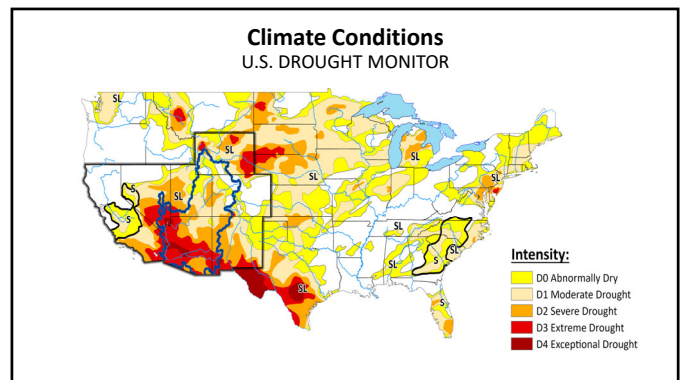 Climate Conditions
U.S. DROUGHT MONITOR
SL
SL
S
SL
S
SL
SL
SL
SL
SL
S
SL
S
SL
S
Intensity:
D0 Abnormally Dry
D1 Moderate Drought
D2 Severe Drought
D3 Extreme Drought
D4 Exceptional Drought